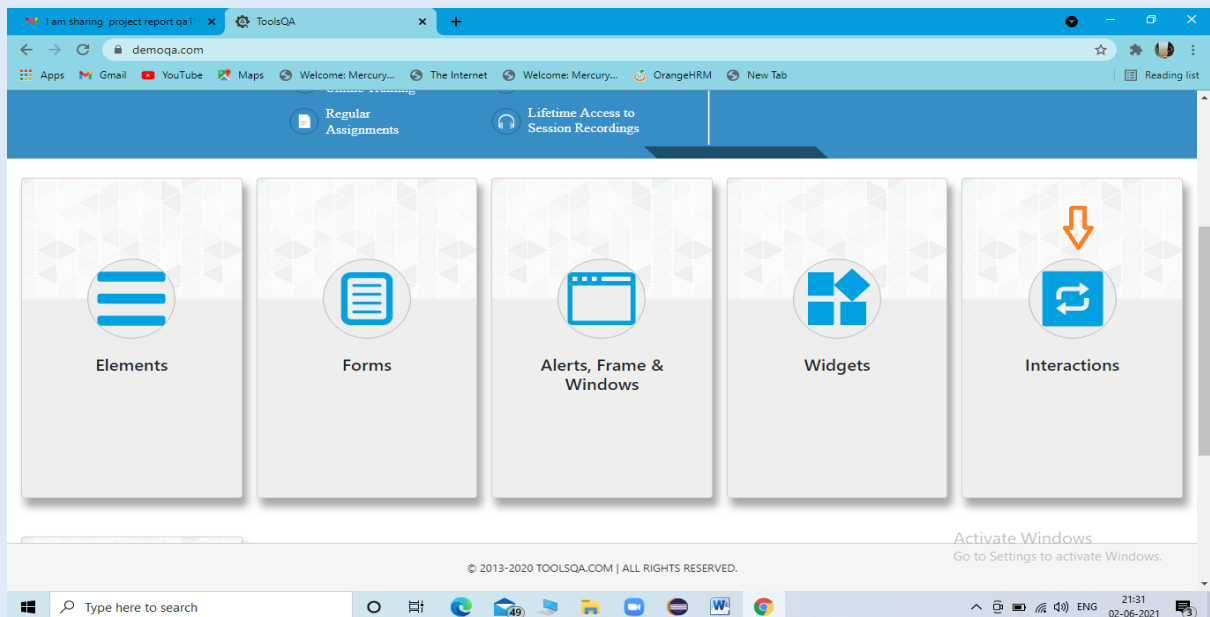 I am sharing 'project report qa1'
ToolsQA
demoqa.com
Apps Gmail YouTube Maps Welcome: Mercury... The Internet Welcome: Mercury... OrangeHRM New Tab Reading list
Online Training
Regular
Assignments
Lifetime Access to
Session Recordings
Elements
Forms
Alerts, Frame &
Windows
Widgets
Interactions
Activate Windows
Go to Settings to activate Windows.
© 2013-2020 TOOLSQA.COM | ALL RIGHTS RESERVED.
Type here to search
49
W
ENG
21:31
02-06-2021
3